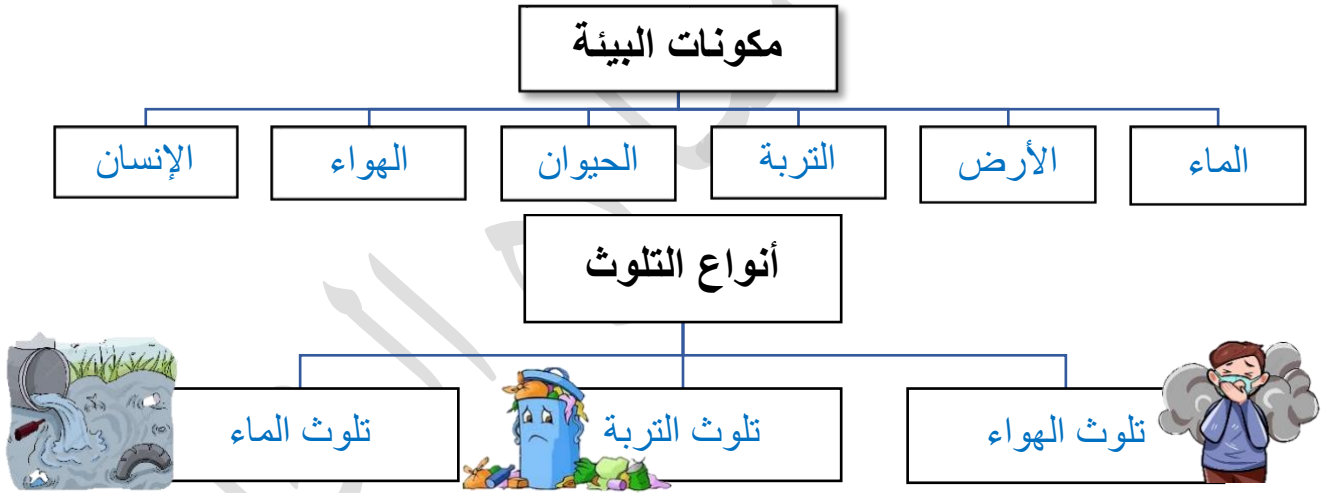 مكونات البيئة
الماء
الأرض
التربة
الحيوان
الهواء
الإنسان
أنواع التلوث
تلوث الهواء
تلوث التربة
تلوث الماء